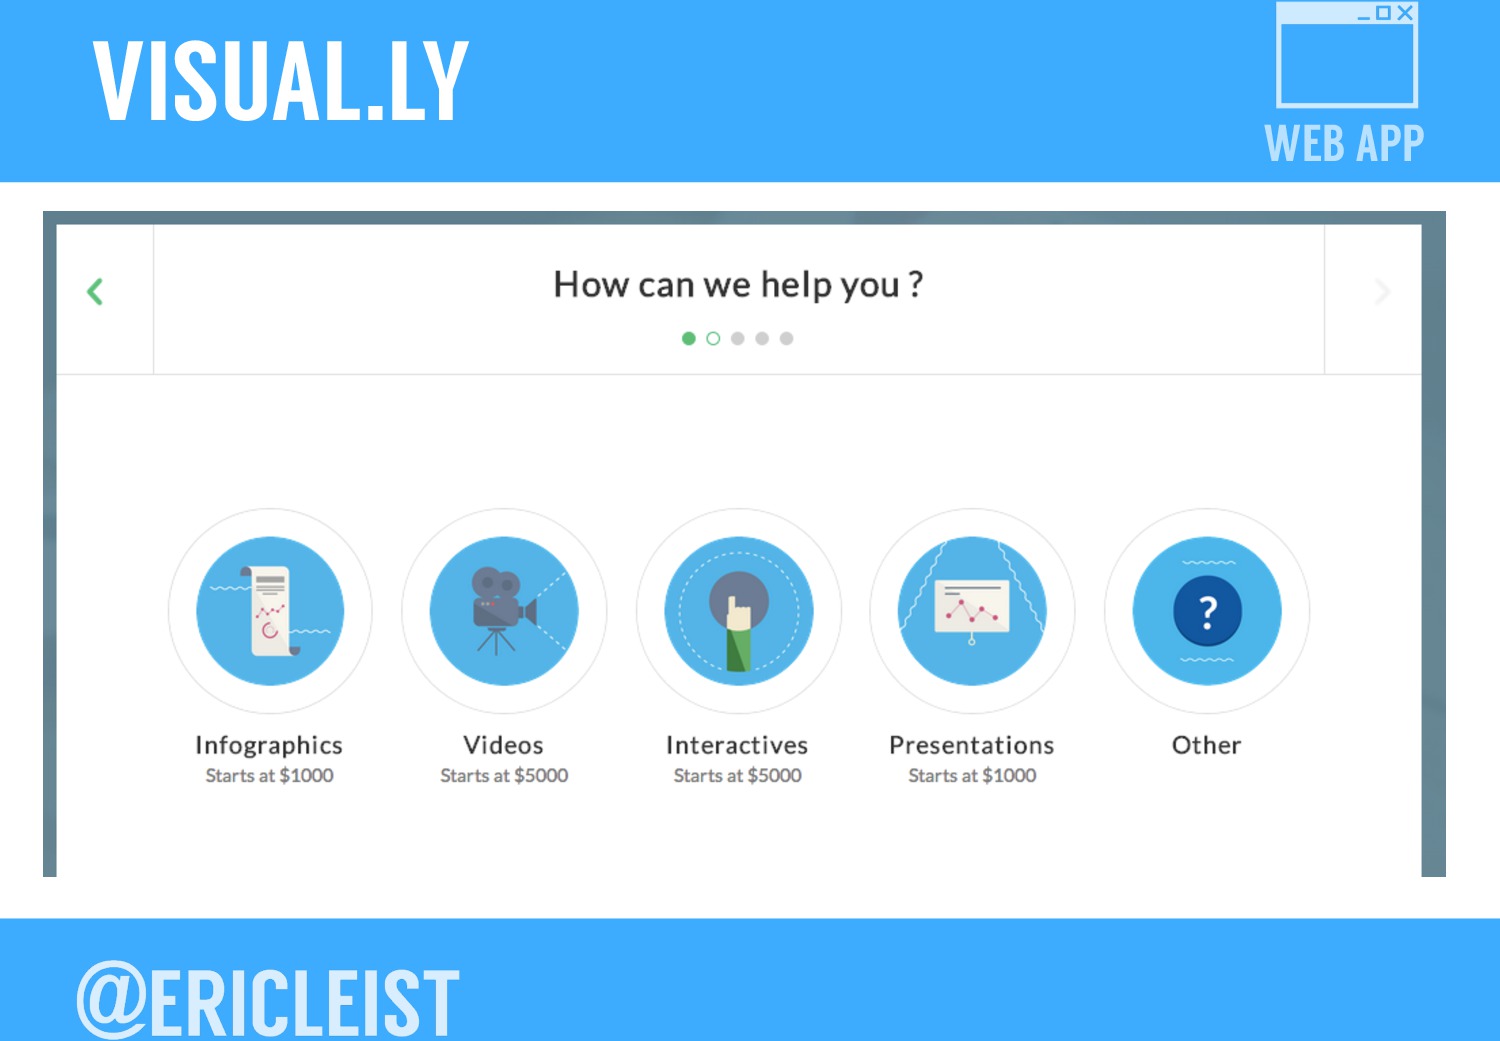 VISUAL.LY
WEB APP
How can we help you ?
?
Infographics
Starts at $1000
Videos
Starts at $5000
Interactives
Starts at $5000
Presentations
Starts at $1000
Other
@ERICLEIST